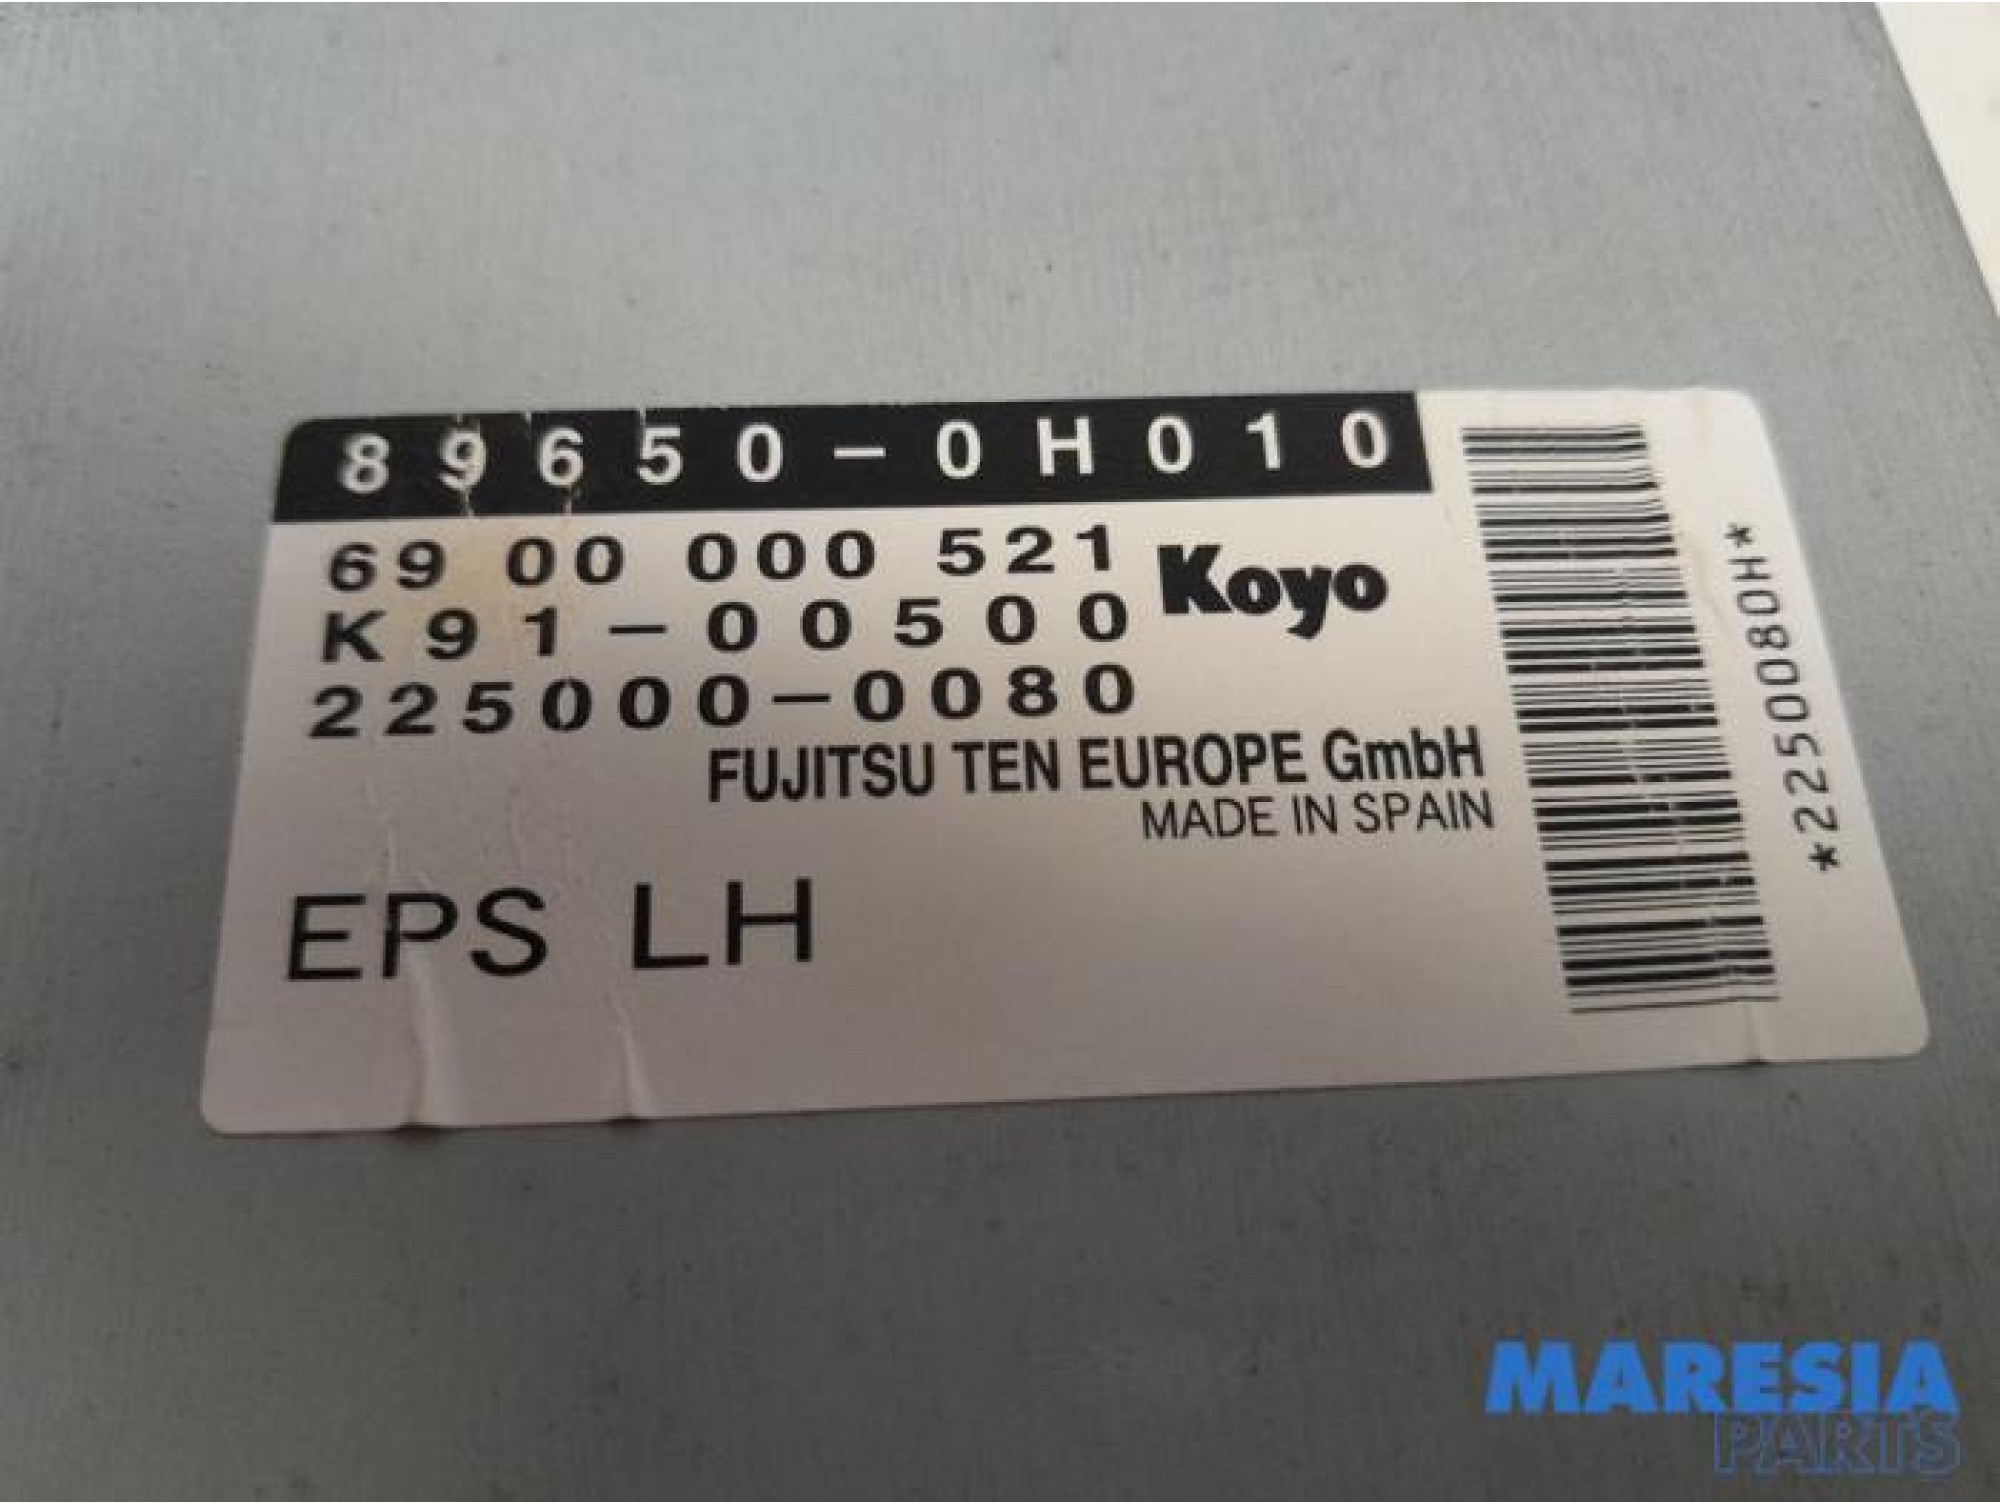 89650-0H010
69 00 000 521
K91-00500
Koyo
225000-0080
FUJITSU TEN EUROPE GmbH
MADE IN SPAIN
EPS LH
*2250080H*
MARESIA
PARTS